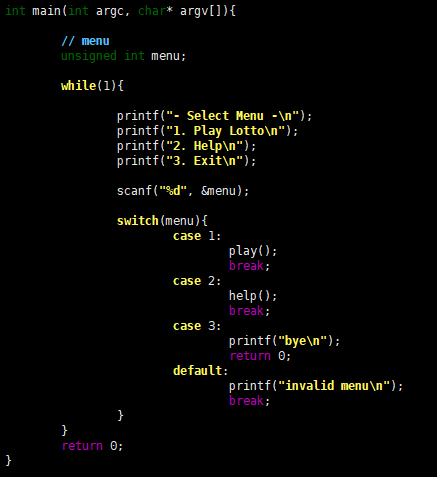 int main(int argc, char* argv[]){
// menu
unsigned int menu;
while(1){
printf("- Select Menu -\n");
printf("1. Play Lotto\n");
printf("2. Help\n");
printf("3. Exit\n");
scanf("%d", &menu);
switch(menu){
case 1:
play();
break;
case 2:
help();
break;
case 3:
printf("bye\n");
return 0;
default:
printf("invalid menu\n");
break;
}
}
return 0;
}